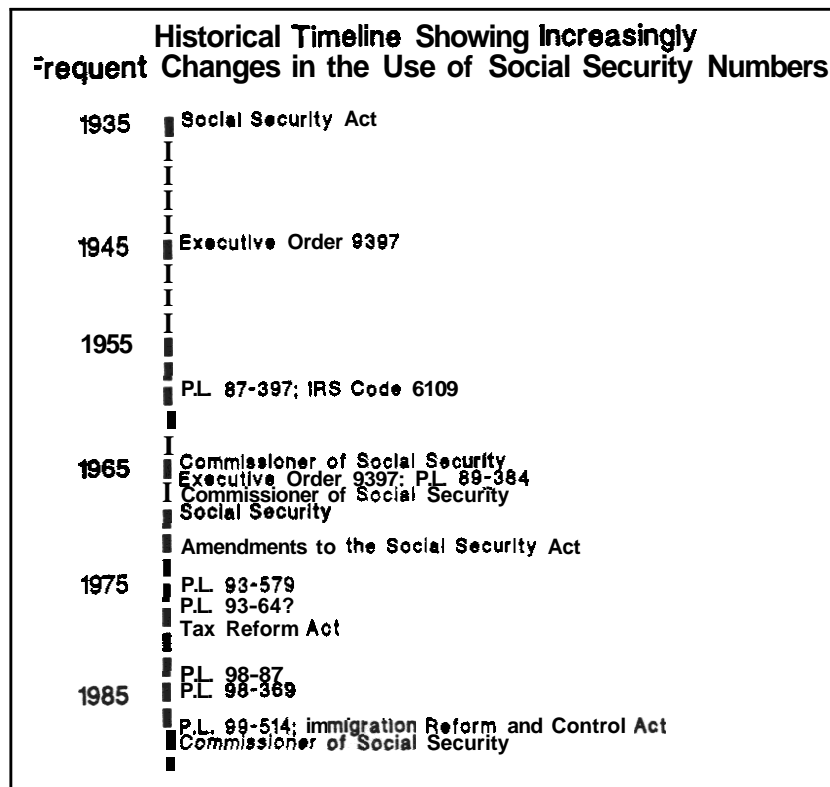 Historical Timeline Showing Increasingly
Frequent Changes in the Use of Social Security Numbers
1935 Social Security Act
1945 Executive Order 9397
1955
P.L. 87-397; IRS Code 6109
1965 Commissioner of Social Security
Executive Order 9397: P.L. 89-384
Commissioner of Social Security
Social Security
Amendments to the Social Security Act
1975 P.L. 93-579
P.L. 93-64?
Tax Reform Act
P.L. 98-87
1985 P.L. 98-369
P.L. 99-514; immigration Reform and Control Act
Commissioner of Social Security